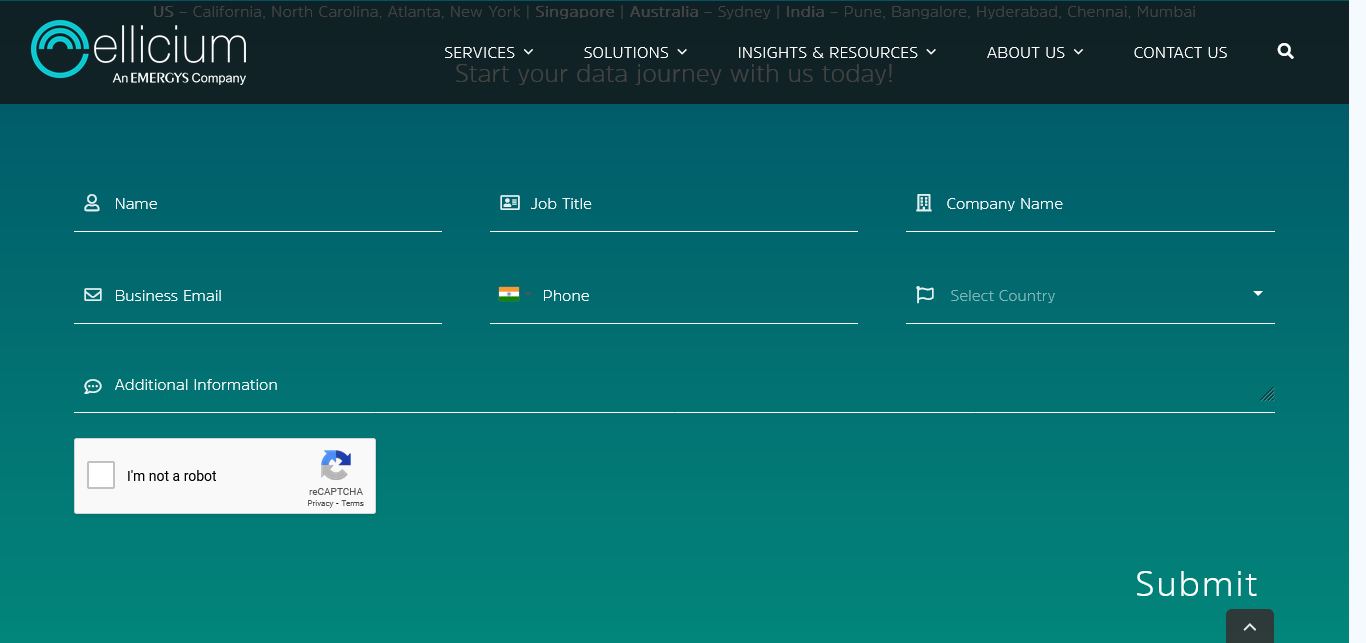 US – California, North Carolina, Atlanta, New York | Singapore | Australia – Sydney | India – Pune, Bangalore, Hyderabad, Chennai, Mumbai
ellicium
An EMERGYS Company
SERVICES
SOLUTIONS
INSIGHTS & RESOURCES
ABOUT US
CONTACT US
Start your data journey with us today!
Name
Job Title
Company Name
Business Email
Phone
Select Country
Additional Information
I'm not a robot
reCAPTCHA
Privacy - Terms
Submit